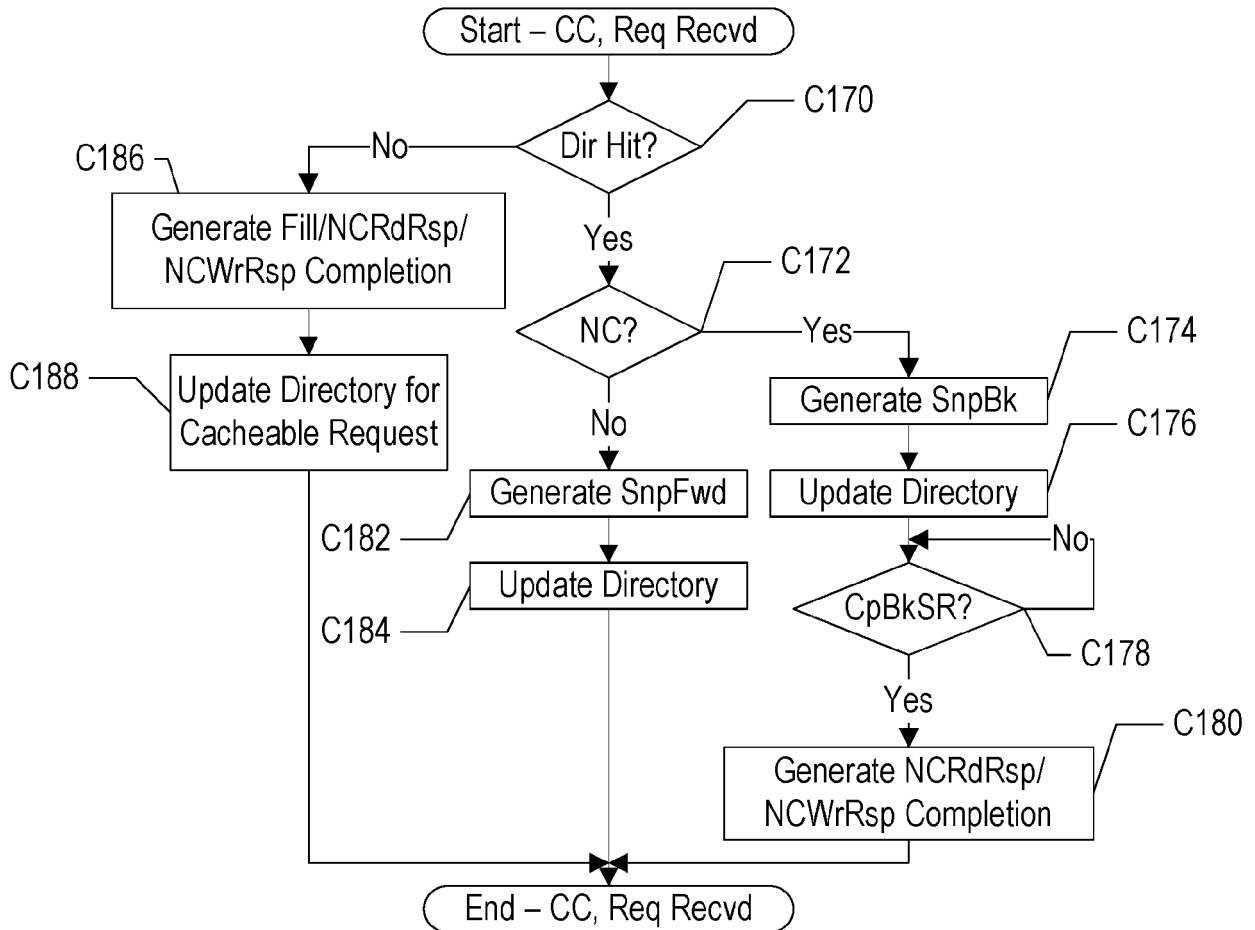 Start – CC, Req Recvd
C170
Dir Hit?
No
C186
Generate Fill/NCRdRsp/
NCWrRsp Completion
Yes
C172
NC?
Yes
C174
C188
Update Directory for
Cacheable Request
Generate SnpBk
No
C176
Generate SnpFwd
Update Directory
C182
No
Update Directory
CpBkSR?
C184
C178
Yes
C180
Generate NCRdRsp/
NCWrRsp Completion
End – CC, Req Recvd